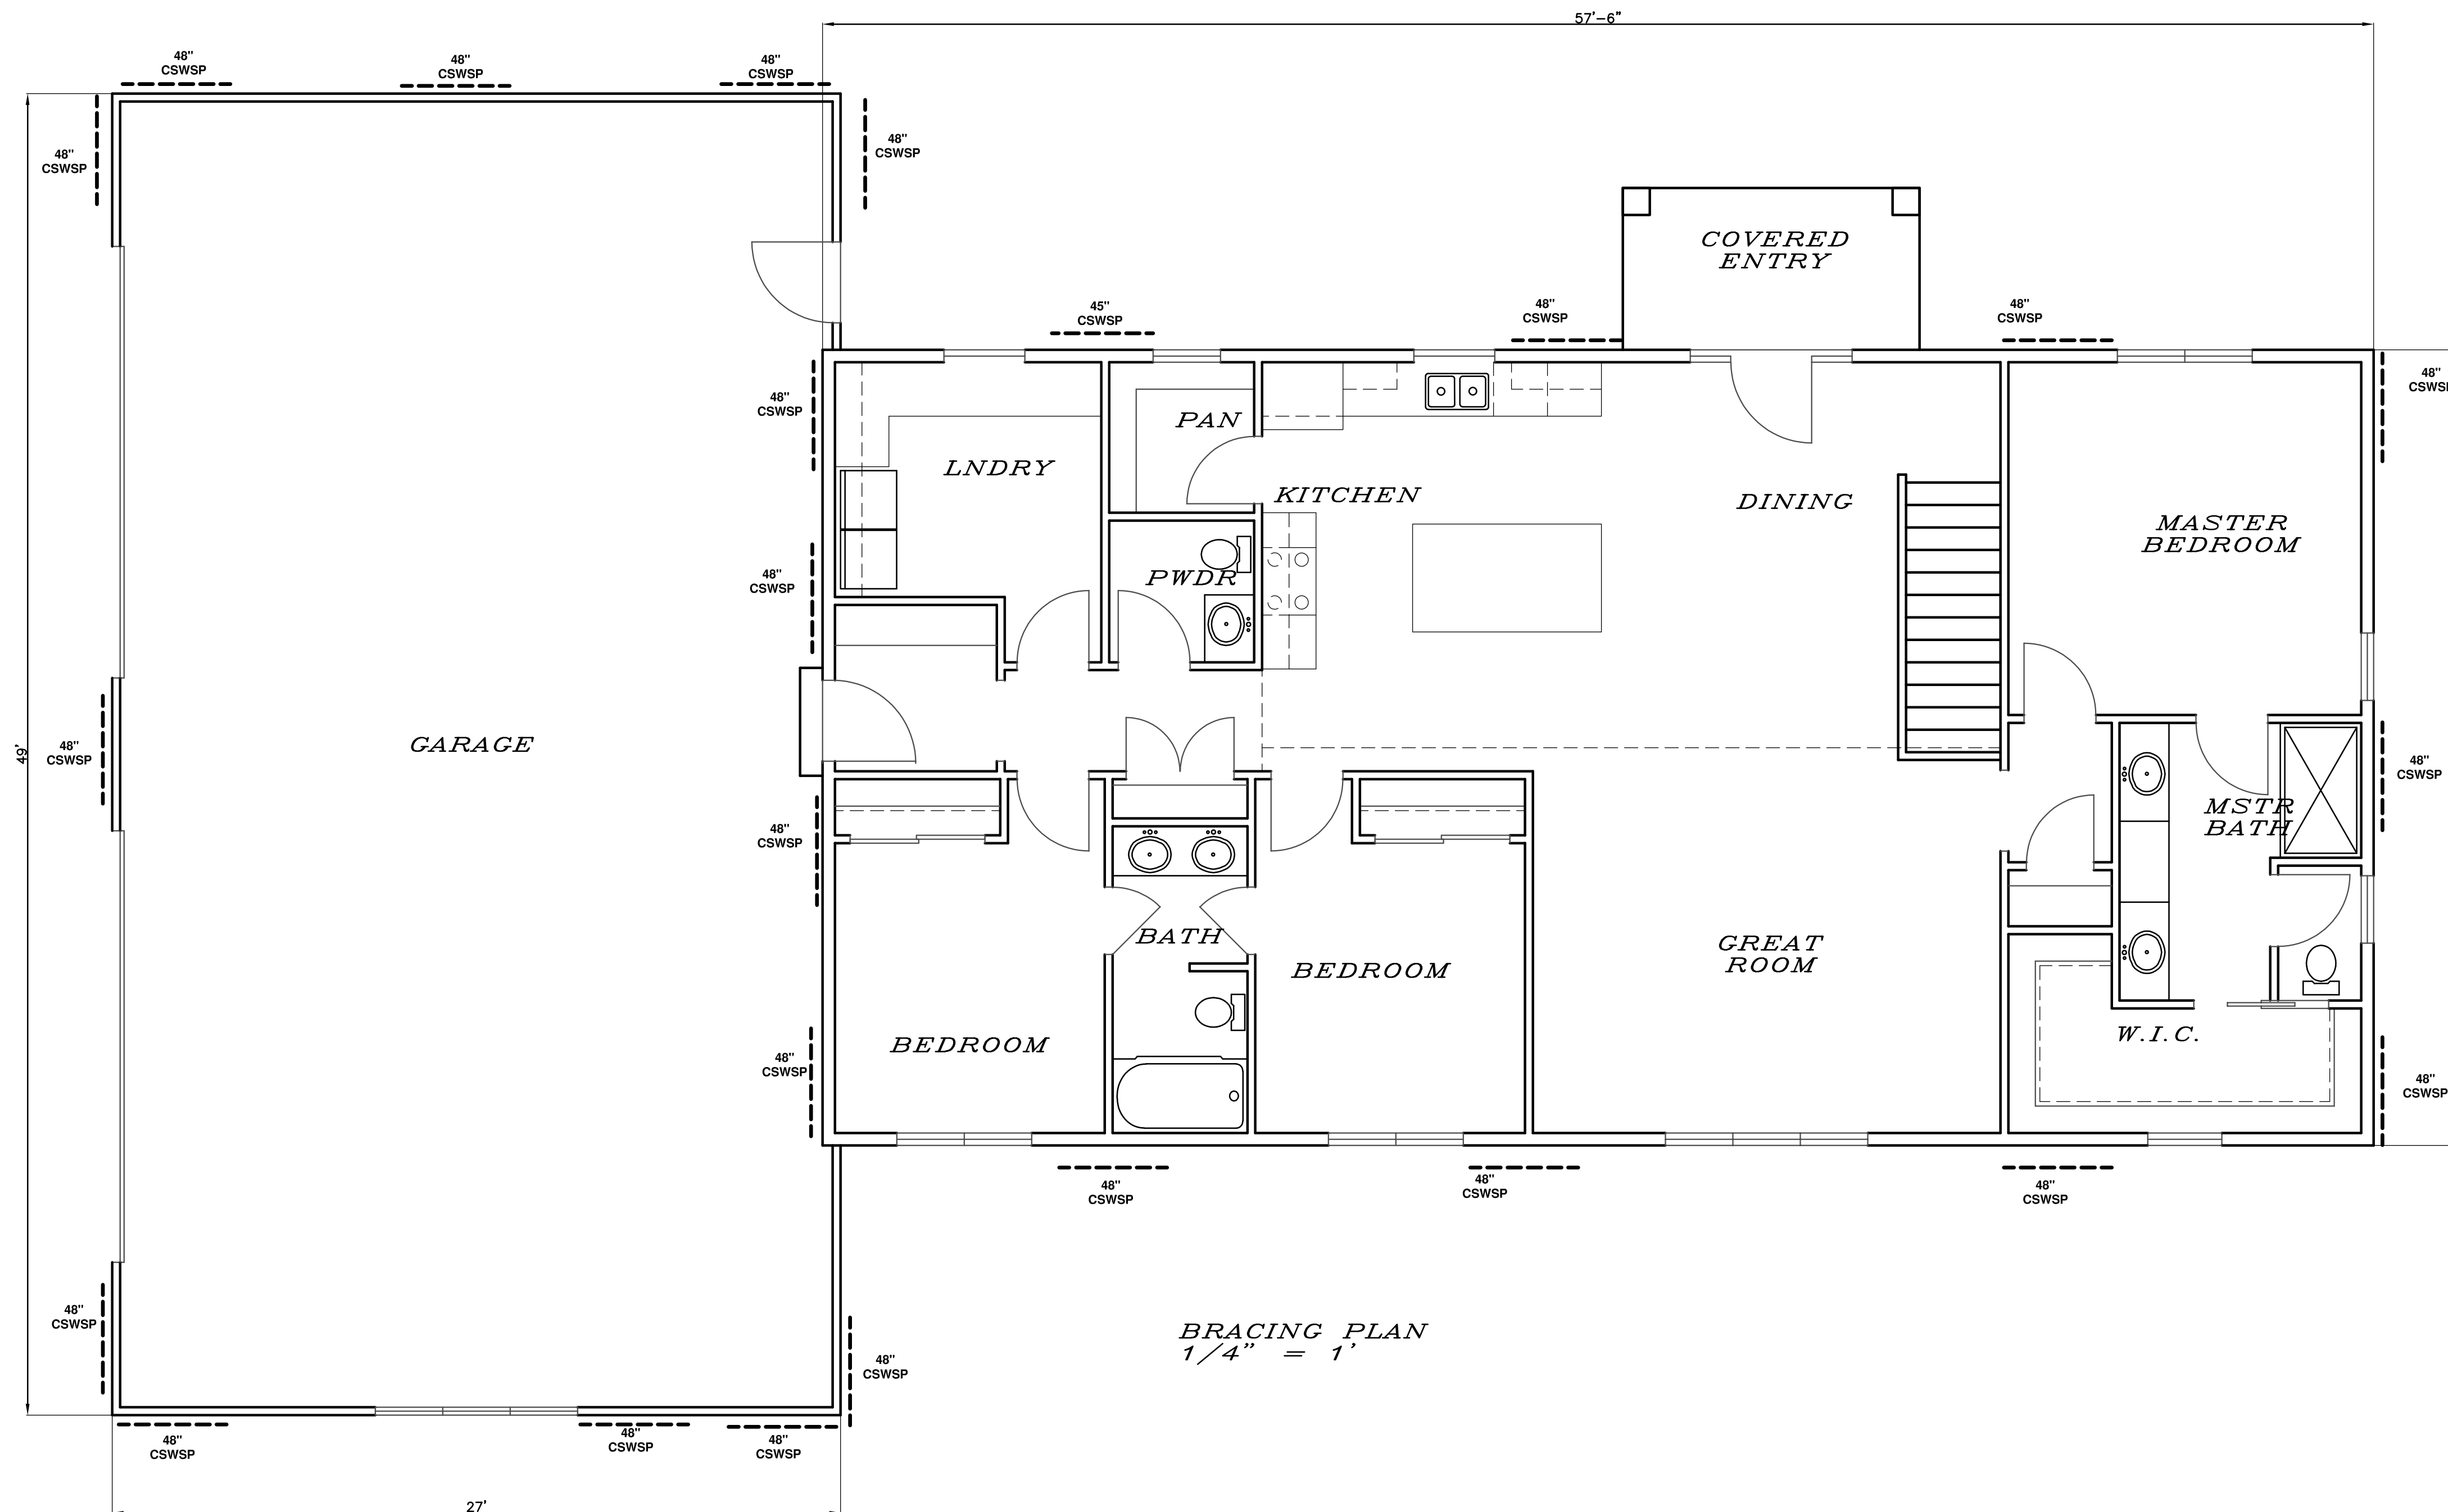 57'-6"
48"
CSWSP
48"
CSWSP
48"
CSWSP
48"
CSWSP
48"
CSWSP
COVERED
ENTRY
45"
CSWSP
48"
CSWSP
48"
CSWSP
48"
CSWSP
48"
CSWSP
PAN
LNDRY
KITCHEN
DINING
MASTER
BEDROOM
48"
CSWSP
PWDR
49'
48"
CSWSP
GARAGE
48"
CSWSP
MSTR
BATH
48"
CSWSP
BATH
GREAT
ROOM
BEDROOM
BEDROOM
W.I.C.
48"
CSWSP
48"
CSWSP
48"
CSWSP
48"
CSWSP
48"
CSWSP
48"
CSWSP
BRACING PLAN
1/4" = 1'
48"
CSWSP
48"
CSWSP
48"
CSWSP
48"
CSWSP
27'